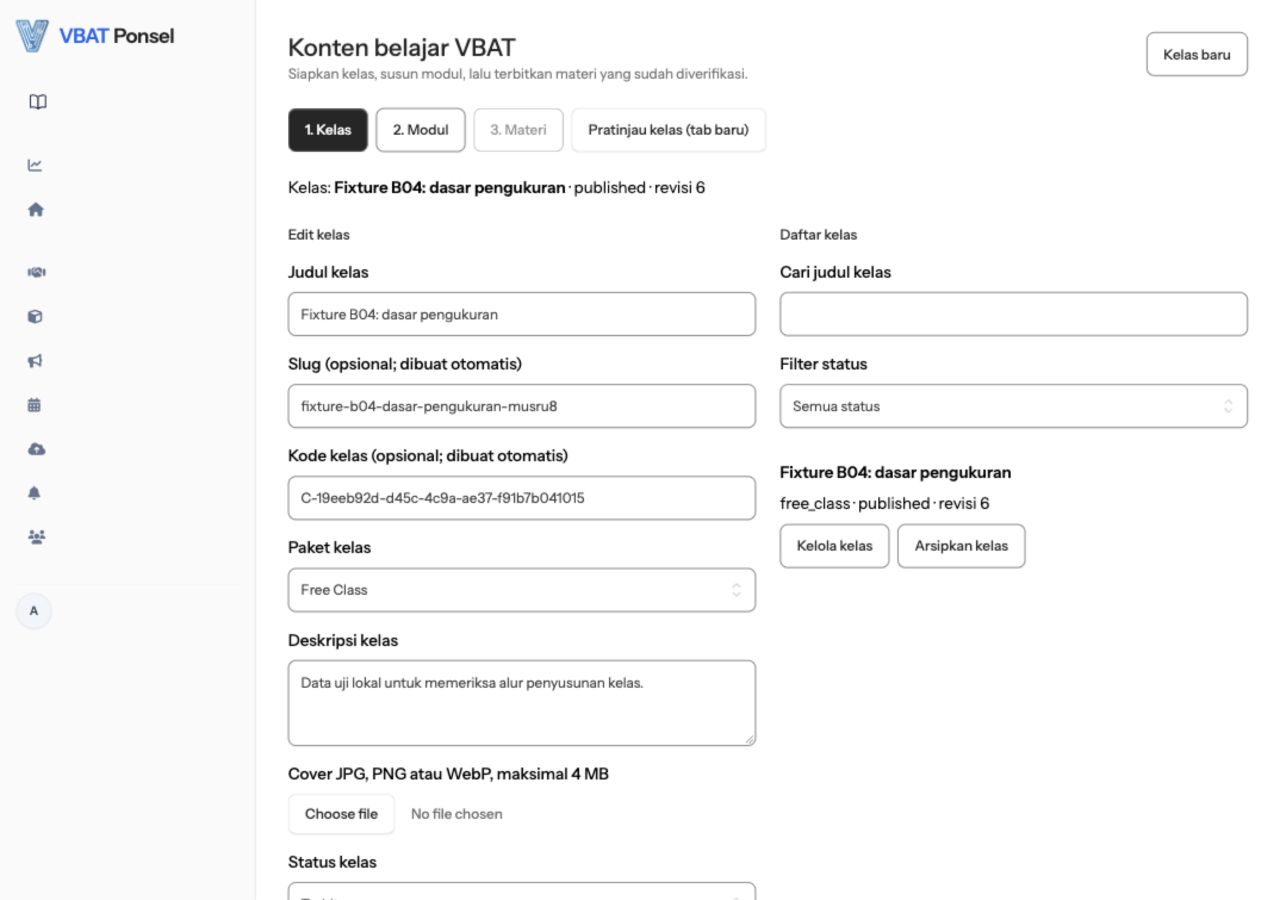 VBAT Ponsel
A
Konten belajar VBAT
Siapkan kelas, susun modul, lalu terbitkan materi yang sudah diverifikasi.
Kelas baru
1. Kelas
2. Modul
3. Materi
Pratinjau kelas (tab baru)
Kelas: Fixture B04: dasar pengukuran · published · revisi 6
Edit kelas
Judul kelas
Fixture B04: dasar pengukuran
Slug (opsional; dibuat otomatis)
fixture-b04-dasar-pengukuran-musru8
Kode kelas (opsional; dibuat otomatis)
C-19eeb92d-d45c-4c9a-ae37-f91b7b041015
Paket kelas
Free Class
Deskripsi kelas
Data uji lokal untuk memeriksa alur penyusunan kelas.
Cover JPG, PNG atau WebP, maksimal 4 MB
Choose file
No file chosen
Status kelas
Daftar kelas
Cari judul kelas
Filter status
Semua status
Fixture B04: dasar pengukuran
free_class · published · revisi 6
Kelola kelas
Arsipkan kelas